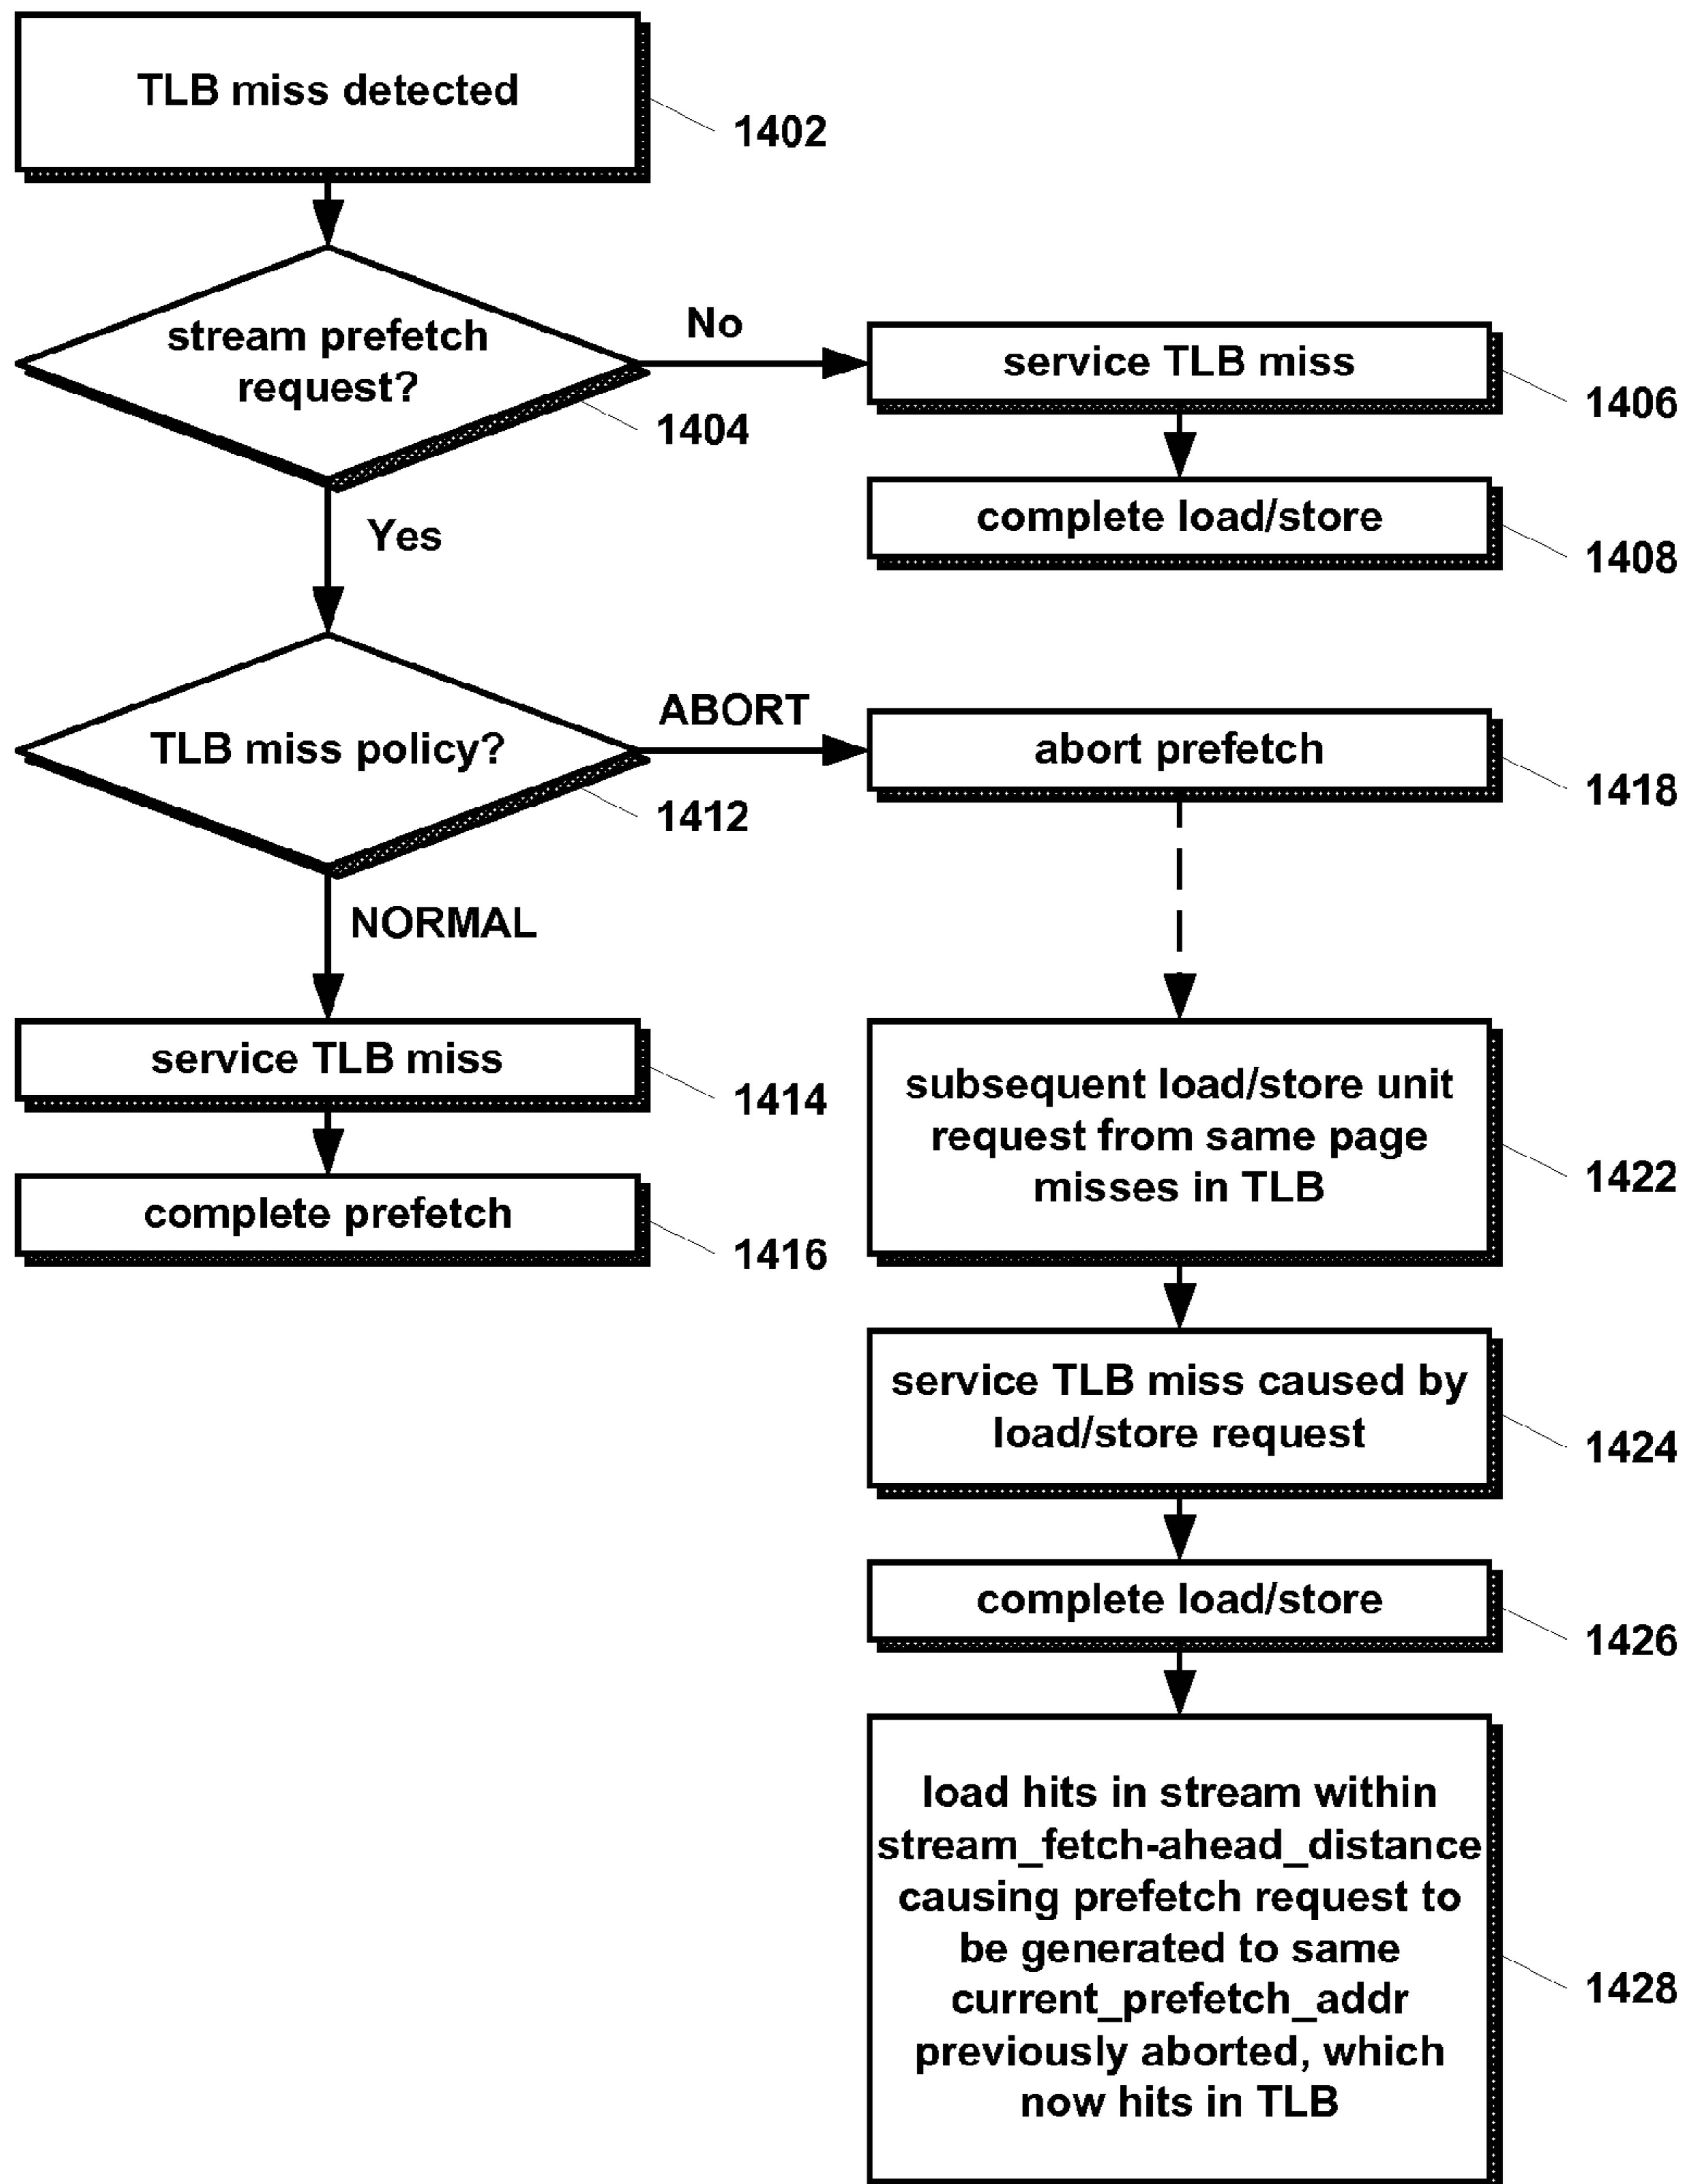 TLB miss detected
1402
stream prefetch
request?
1404
No
service TLB miss
1406
complete load/store
1408
Yes
TLB miss policy?
1412
ABORT
abort prefetch
1418
NORMAL
service TLB miss
1414
complete prefetch
1416
subsequent load/store unit
request from same page
misses in TLB
1422
service TLB miss caused by
load/store request
1424
complete load/store
1426
load hits in stream within
stream_fetch-ahead_distance
causing prefetch request to
be generated to same
current_prefetch_addr
previously aborted, which
now hits in TLB
1428